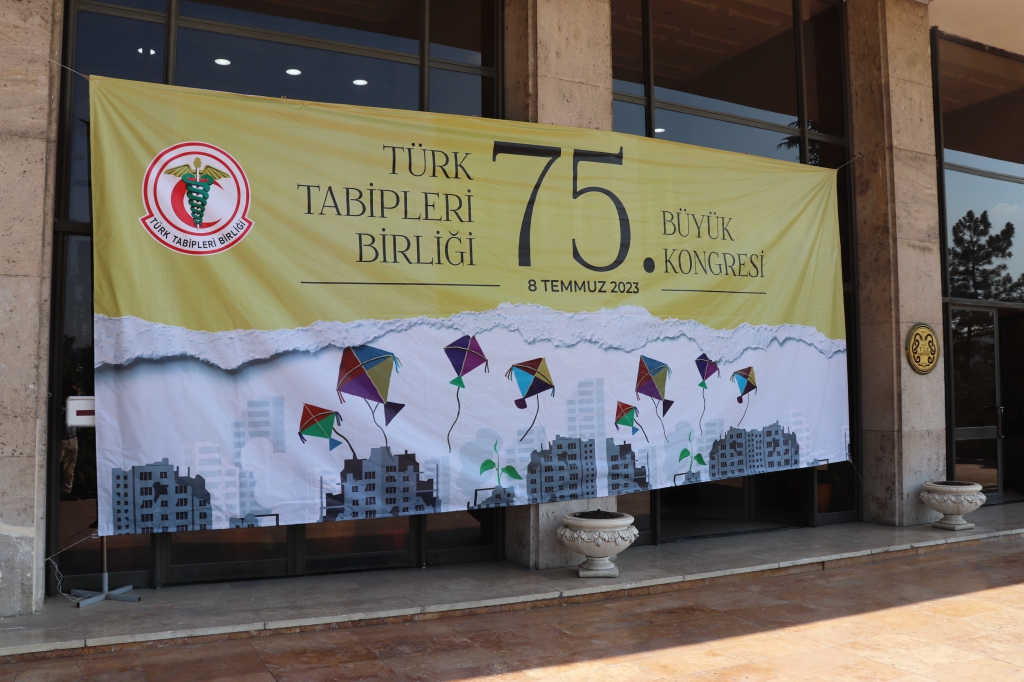 TÜRK TABİPLERİ BİRLİĞİ
TÜRK
TABİPLERİ
BİRLİĞİ
75.
BÜYÜK
KONGRESİ
8 TEMMUZ 2023